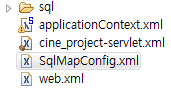 sql
applicationContext.xml
cine_project-servlet.xml
SqlMapConfig.xml
web.xml